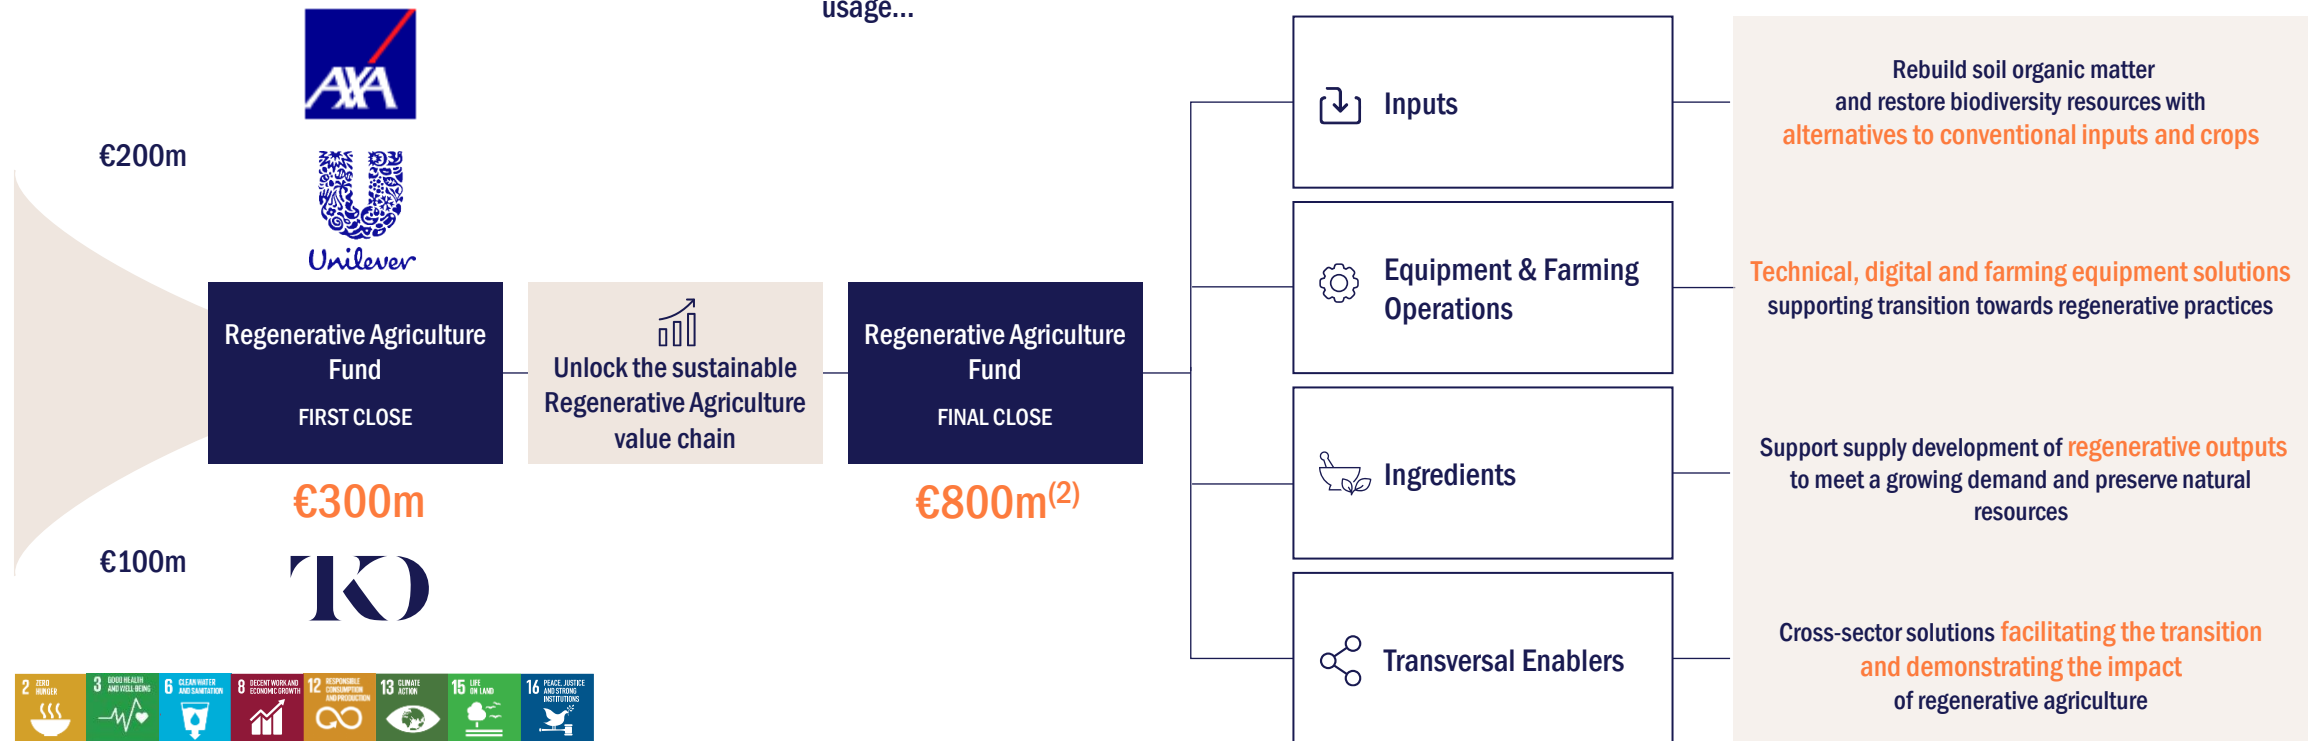 usage...
AXA
€200m
Unilever
Regenerative Agriculture
Fund
FIRST CLOSE
€300m
Unlock the sustainable
Regenerative Agriculture
value chain
Regenerative Agriculture
Fund
FINAL CLOSE
€800m(2)
€100m
TKO
2 ZERO
HUNGER
3 GOOD HEALTH
AND WELL-BEING
6 CLEAN WATER
AND SANITATION
8 DECENT WORK AND
ECONOMIC GROWTH
12 RESPONSIBLE
CONSUMPTION
AND PRODUCTION
13 CLIMATE
ACTION
15 LIFE
ON LAND
16 PEACE, JUSTICE
AND STRONG
INSTITUTIONS
Inputs
Rebuild soil organic matter
and restore biodiversity resources with
alternatives to conventional inputs and crops
Equipment & Farming
Operations
Technical, digital and farming equipment solutions
supporting transition towards regenerative practices
Ingredients
Support supply development of regenerative outputs
to meet a growing demand and preserve natural
resources
Transversal Enablers
Cross-sector solutions facilitating the transition
and demonstrating the impact
of regenerative agriculture